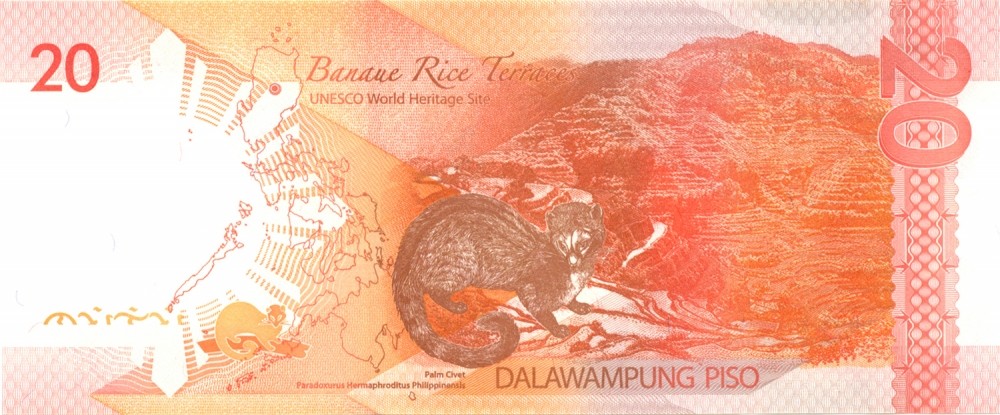 20
Banaue Rice Terraces
UNESCO World Heritage Site
20
Palm Civet
Paradoxurus Hermaphroditus Philippinensis
DALAWAMPUNG PISO